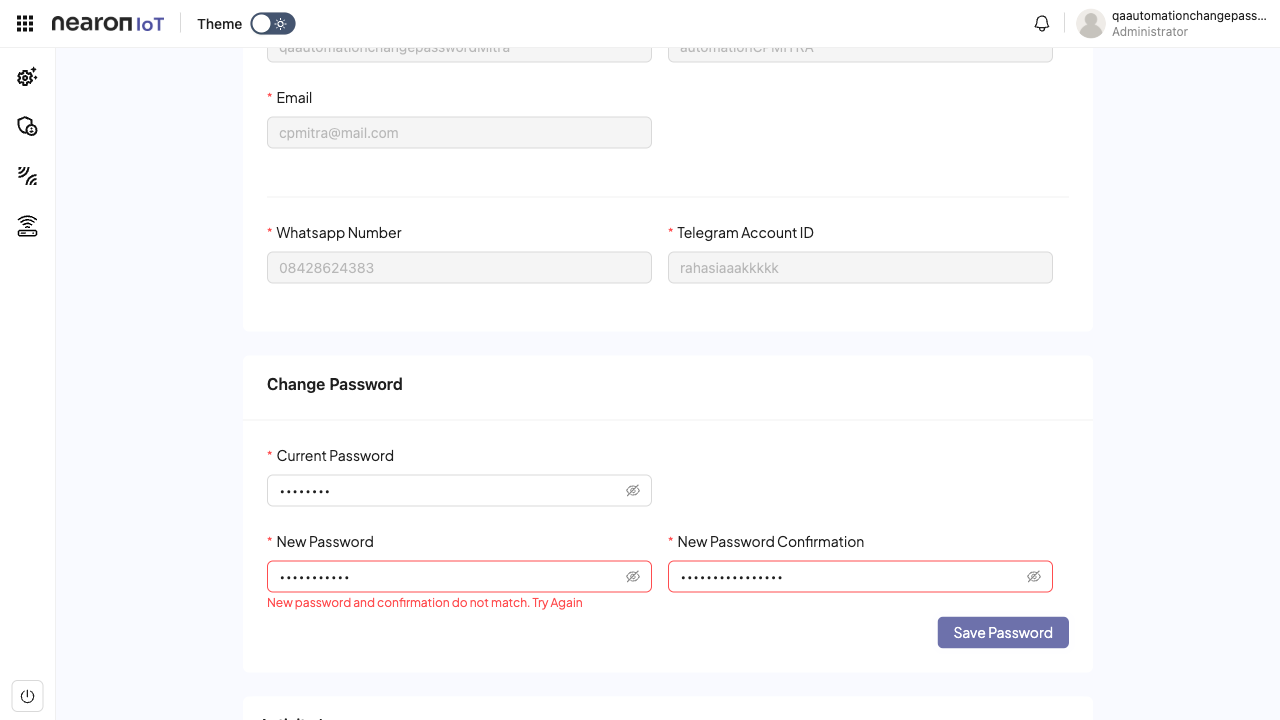 nearon IoT
Theme
qaautomationchangepass...
Administrator
qaautomationchangepasswordMitra
automationCPMITRA
* Email
cpmitra@mail.com
* Whatsapp Number
* Telegram Account ID
08428624383
rahasiaaakkkkk
Change Password
* Current Password
••••••••
* New Password
* New Password Confirmation
•••••••••••
••••••••••••••••
New password and confirmation do not match. Try Again
Save Password